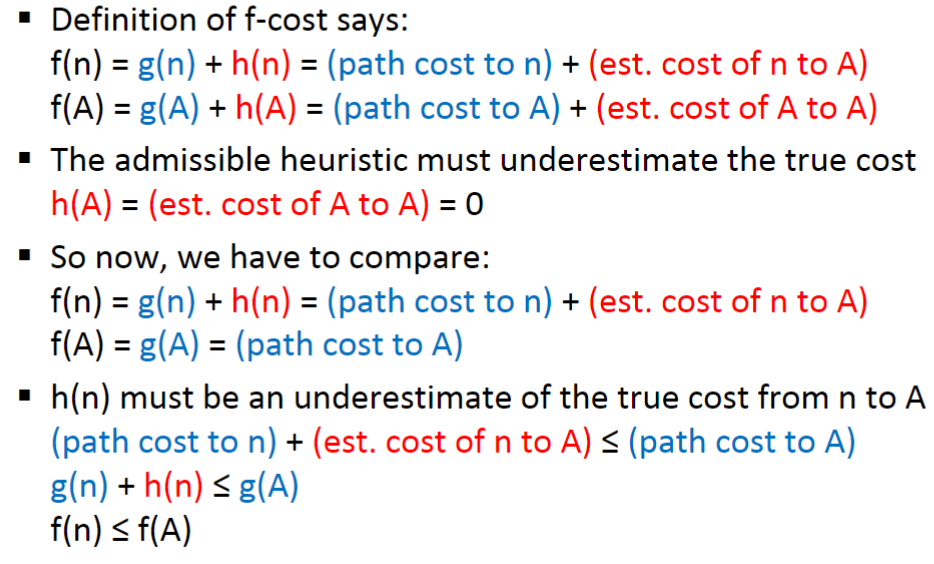 ▪ Definition of f-cost says:
f(n) = g(n) + h(n) = (path cost to n) + (est. cost of n to A)
f(A) = g(A) + h(A) = (path cost to A) + (est. cost of A to A)
▪ The admissible heuristic must underestimate the true cost
h(A) = (est. cost of A to A) = 0
▪ So now, we have to compare:
f(n) = g(n) + h(n) = (path cost to n) + (est. cost of n to A)
f(A) = g(A) = (path cost to A)
▪ h(n) must be an underestimate of the true cost from n to A
(path cost to n) + (est. cost of n to A) ≤ (path cost to A)
g(n) + h(n) ≤ g(A)
f(n) ≤ f(A)